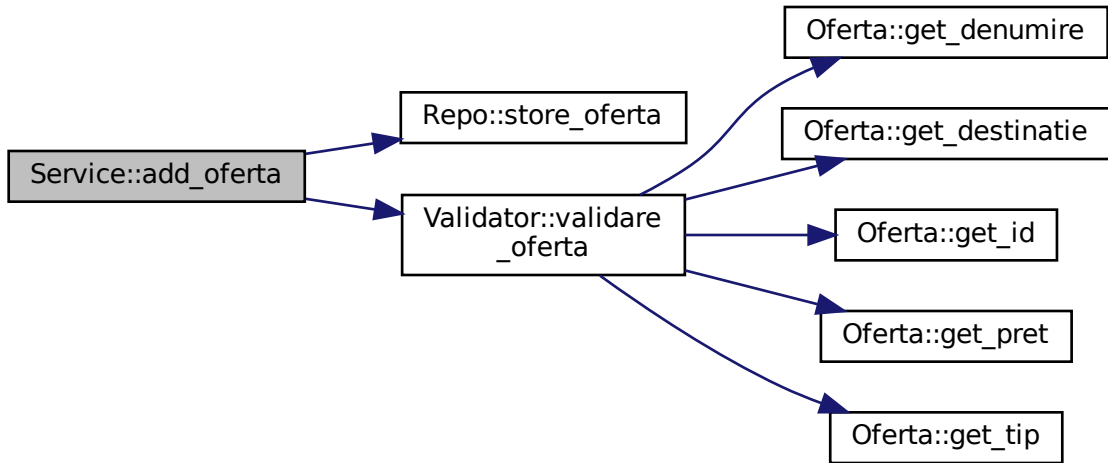 Service::add_oferta
Repo::store_oferta
Validator::validare
_oferta
Oferta::get_denumire
Oferta::get_destinatie
Oferta::get_id
Oferta::get_pret
Oferta::get_tip